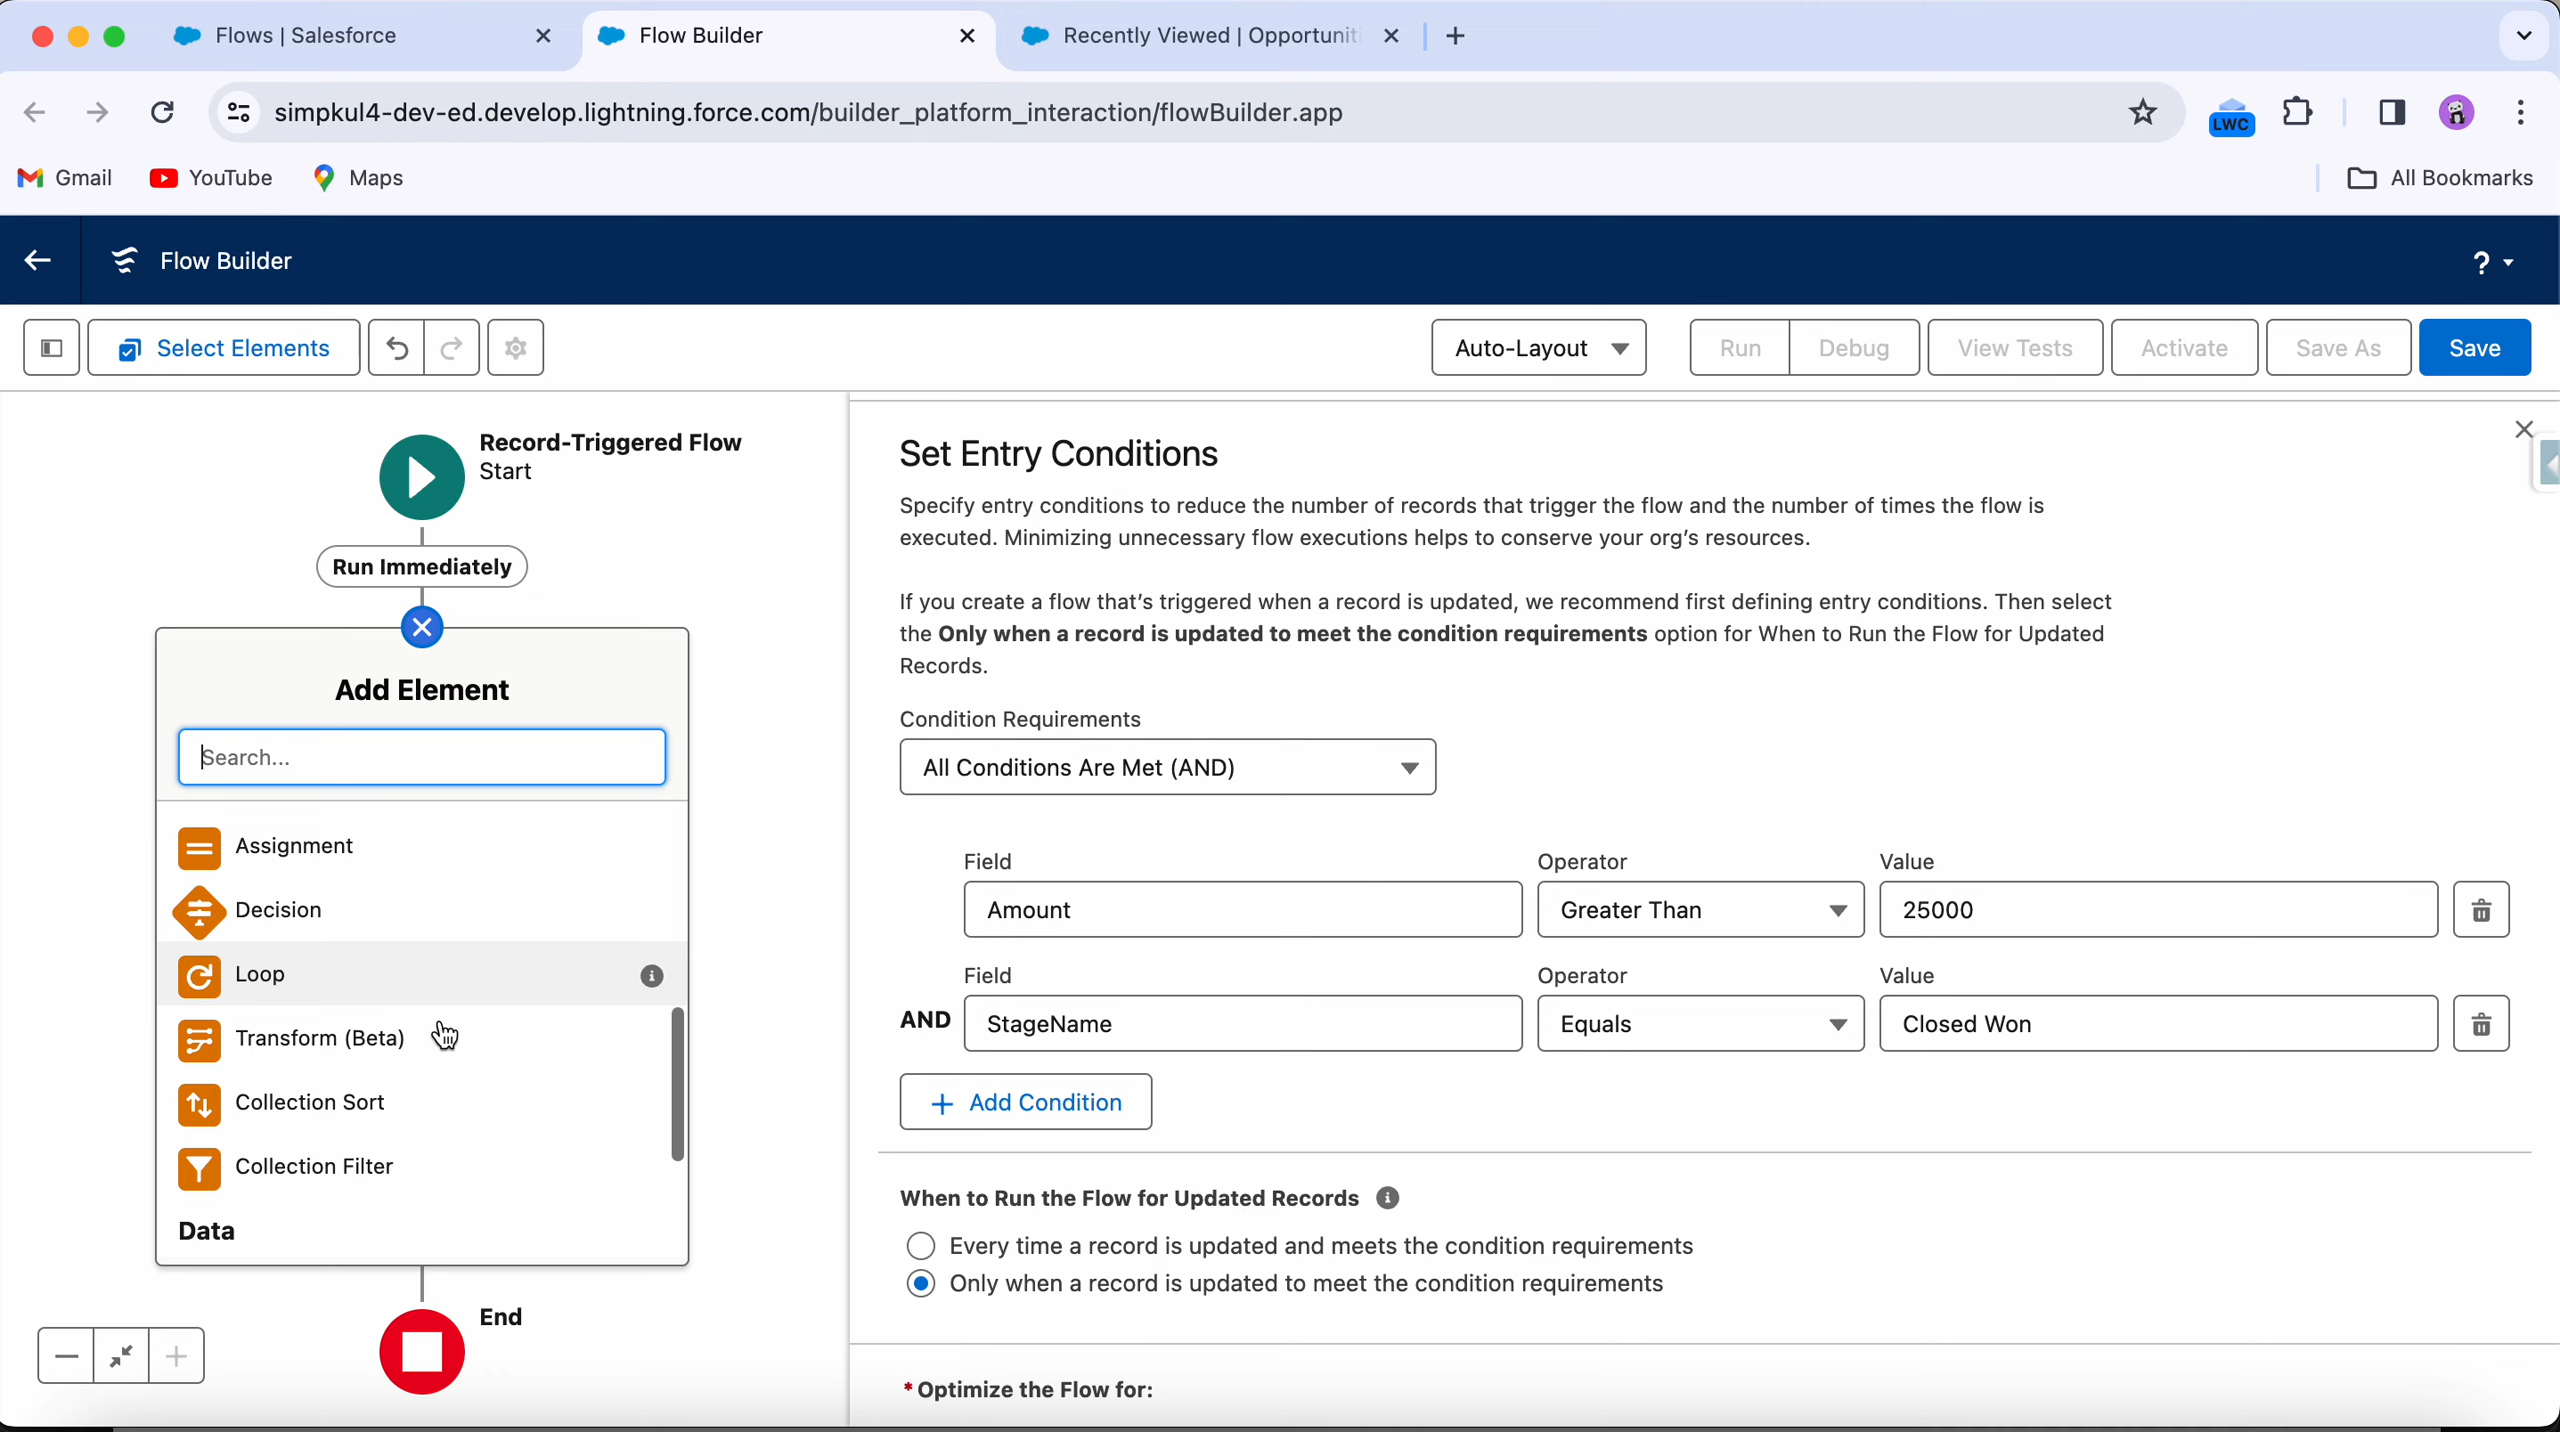 Flows | Salesforce
Flow Builder
Recently Viewed | Opportuniti
simpkul4-dev-ed.develop.lightning.force.com/builder_platform_interaction/flowBuilder.app
LWC
Gmail
YouTube
Maps
All Bookmarks
Flow Builder
?
Select Elements
Auto-Layout
Run
Debug
View Tests
Activate
Save As
Save
Record-Triggered Flow
Start
Run Immediately
Add Element
Search...
Assignment
Decision
Loop
Transform (Beta)
Collection Sort
Collection Filter
Data
End
Set Entry Conditions
Specify entry conditions to reduce the number of records that trigger the flow and the number of times the flow is
executed. Minimizing unnecessary flow executions helps to conserve your org’s resources.
If you create a flow that’s triggered when a record is updated, we recommend first defining entry conditions. Then select
the Only when a record is updated to meet the condition requirements option for When to Run the Flow for Updated
Records.
Condition Requirements
All Conditions Are Met (AND)
Field
Operator
Value
Amount
Greater Than
25000
Field
Operator
Value
AND
StageName
Equals
Closed Won
+ Add Condition
When to Run the Flow for Updated Records
Every time a record is updated and meets the condition requirements
Only when a record is updated to meet the condition requirements
* Optimize the Flow for: